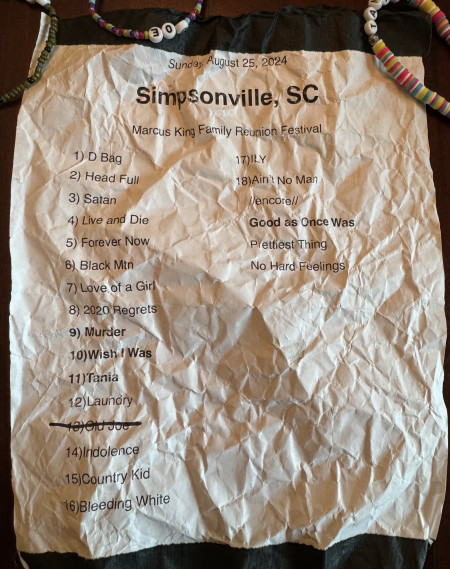 Sunday, August 25, 2024
Simpsonville, SC
Marcus King Family Reunion Festival
1) D Bag
2) Head Full
3) Satan
4) Live and Die
5) Forever Now
6) Black Mtn
7) Love of a Girl
8) 2020 Regrets
9) Murder
10)Wish I Was
11)Tania
12)Laundry
13)Old Joe
14)Indolence
15)Country Kid
16)Bleeding White
17)ILY
18)Ain't No Man
//encore//
Good as Once Was
Prettiest Thing
No Hard Feelings